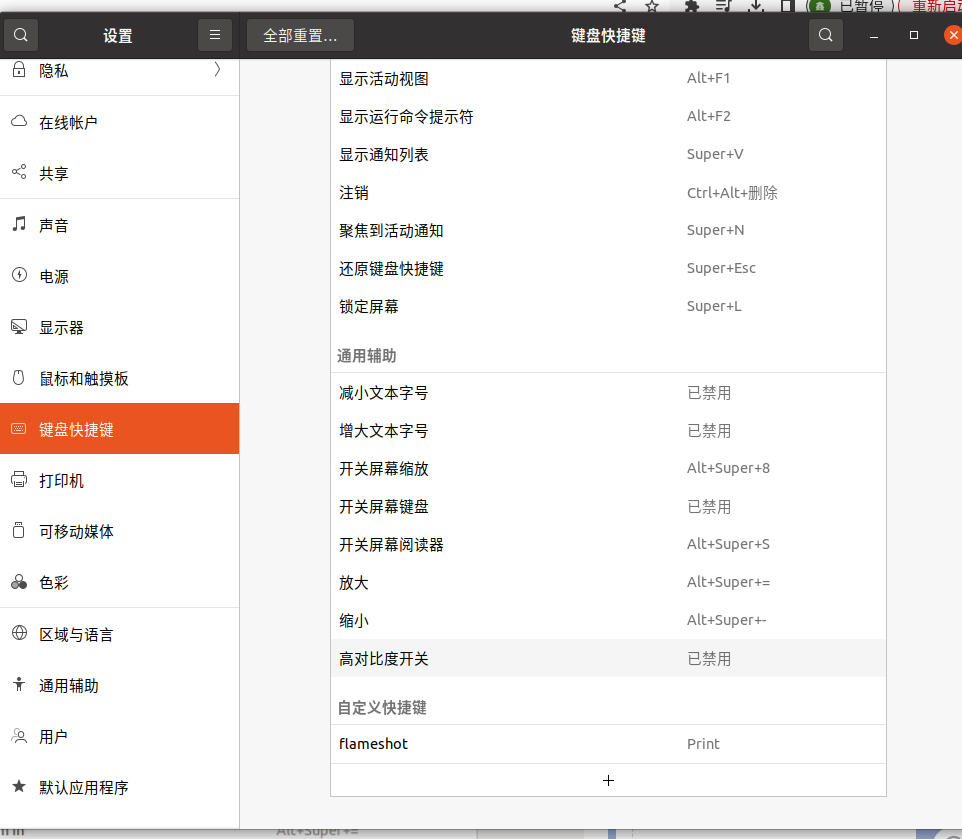 鑫 已暂停 重新启动
设置 全部重置… 键盘快捷键
隐私
在线帐户
共享
声音
电源
显示器
鼠标和触摸板
键盘快捷键
打印机
可移动媒体
色彩
区域与语言
通用辅助
用户
默认应用程序
显示活动视图 Alt+F1
显示运行命令提示符 Alt+F2
显示通知列表 Super+V
注销 Ctrl+Alt+删除
聚焦到活动通知 Super+N
还原键盘快捷键 Super+Esc
锁定屏幕 Super+L
通用辅助
减小文本字号 已禁用
增大文本字号 已禁用
开关屏幕缩放 Alt+Super+8
开关屏幕键盘 已禁用
开关屏幕阅读器 Alt+Super+S
放大 Alt+Super+=
缩小 Alt+Super+-
高对比度开关 已禁用
自定义快捷键
flameshot Print
+
Alt+Super+=